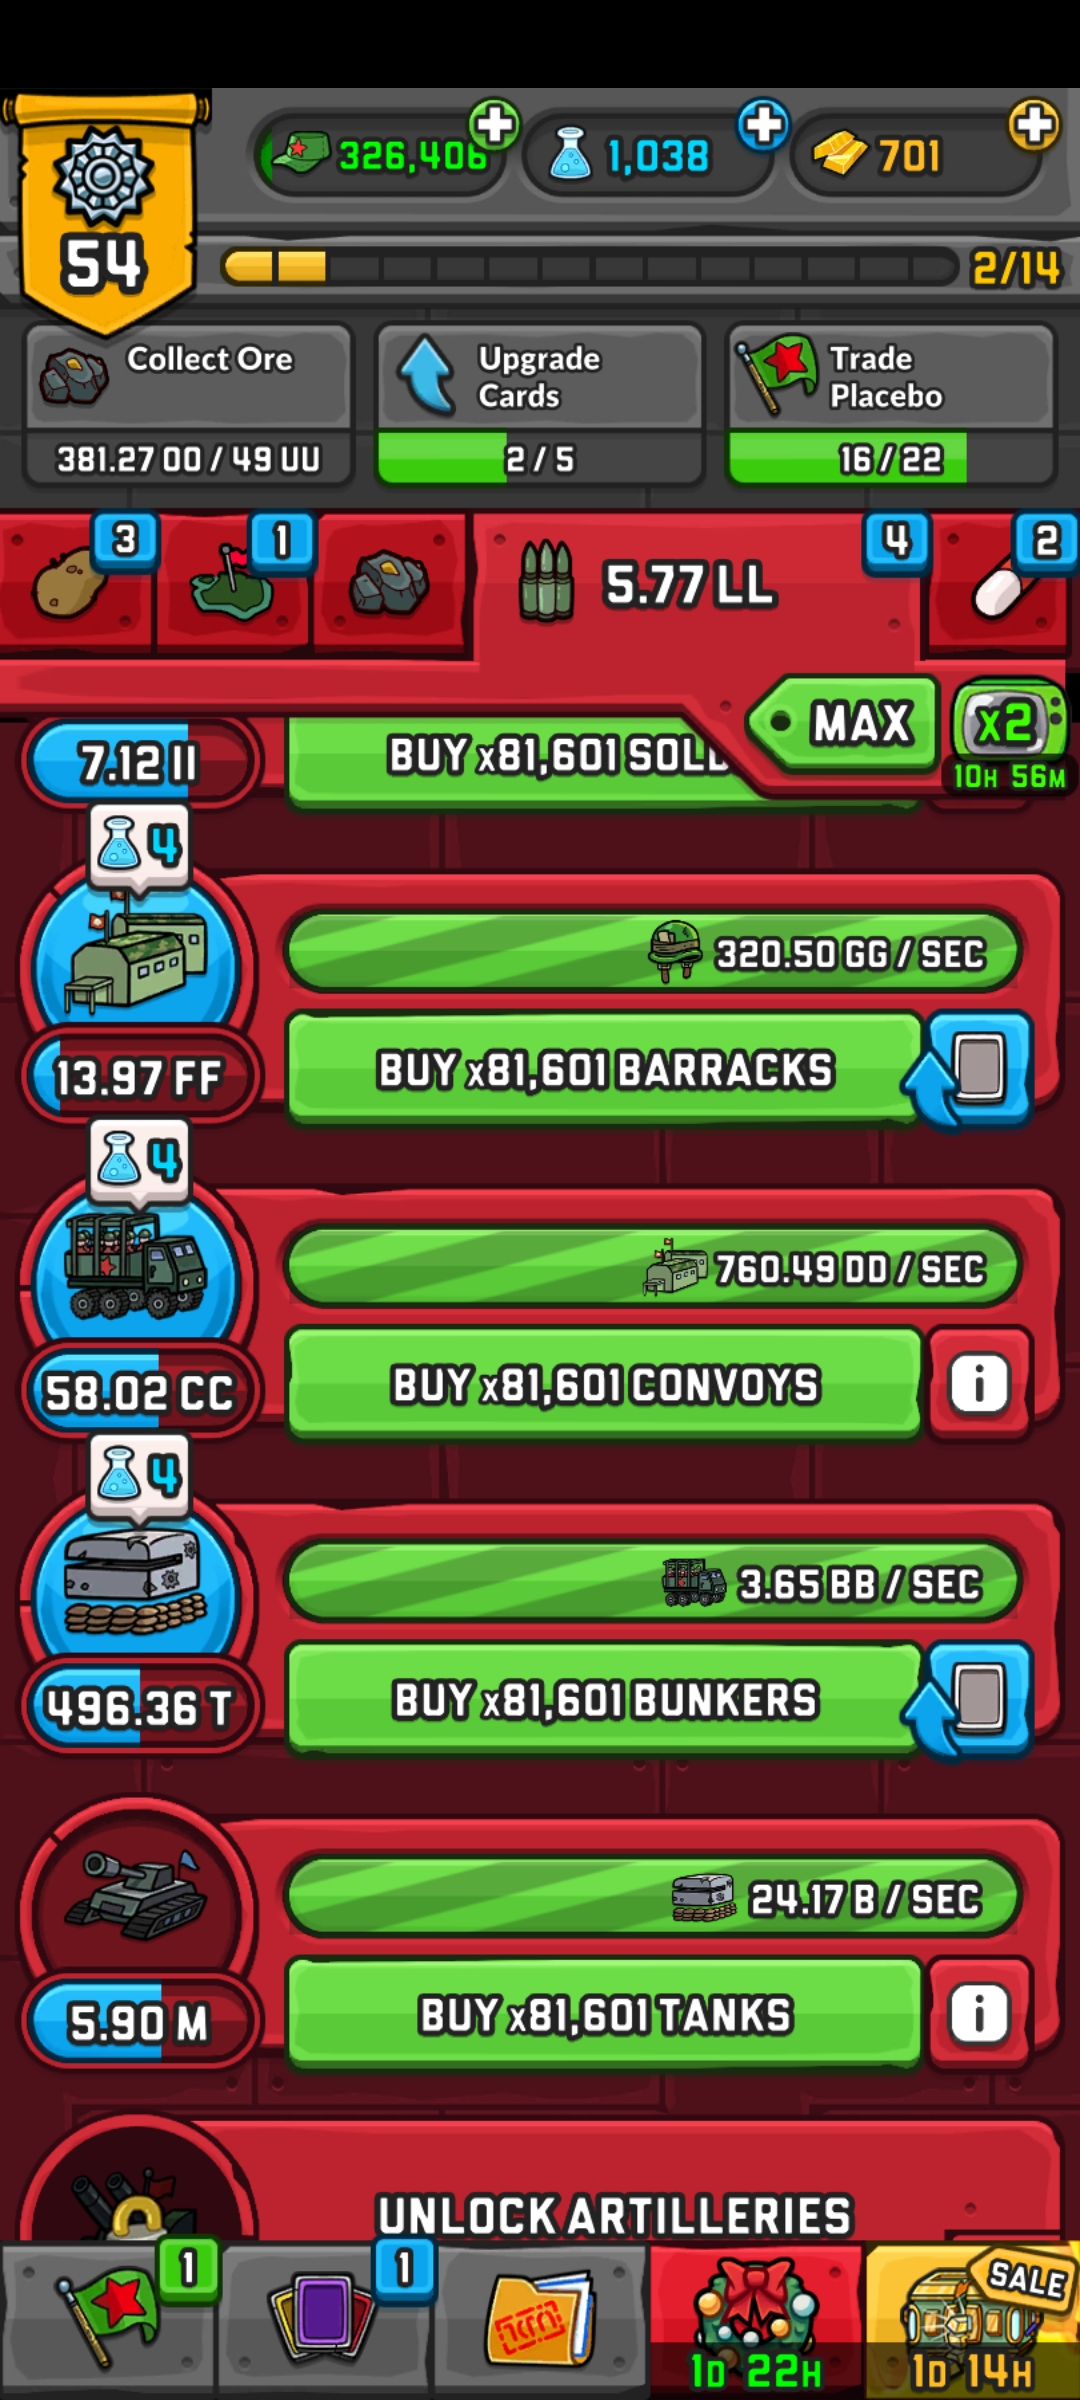 326,406
1,038
701
54
2/14
Collect Ore
Upgrade
Cards
Trade
Placebo
381.27 OO / 49 UU
2 / 5
16 / 22
3
1
5.77 LL
4
2
MAX
x2
10H 56M
7.12 II
BUY x81,601 SOLD
4
320.50 GG / SEC
13.97 FF
BUY x81,601 BARRACKS
4
760.49 DD / SEC
58.02 CC
BUY x81,601 CONVOYS
i
4
3.65 BB / SEC
496.36 T
BUY x81,601 BUNKERS
24.17 B / SEC
5.90 M
BUY x81,601 TANKS
i
UNLOCK ARTILLERIES
1
1
SALE
1D 22H
1D 14H